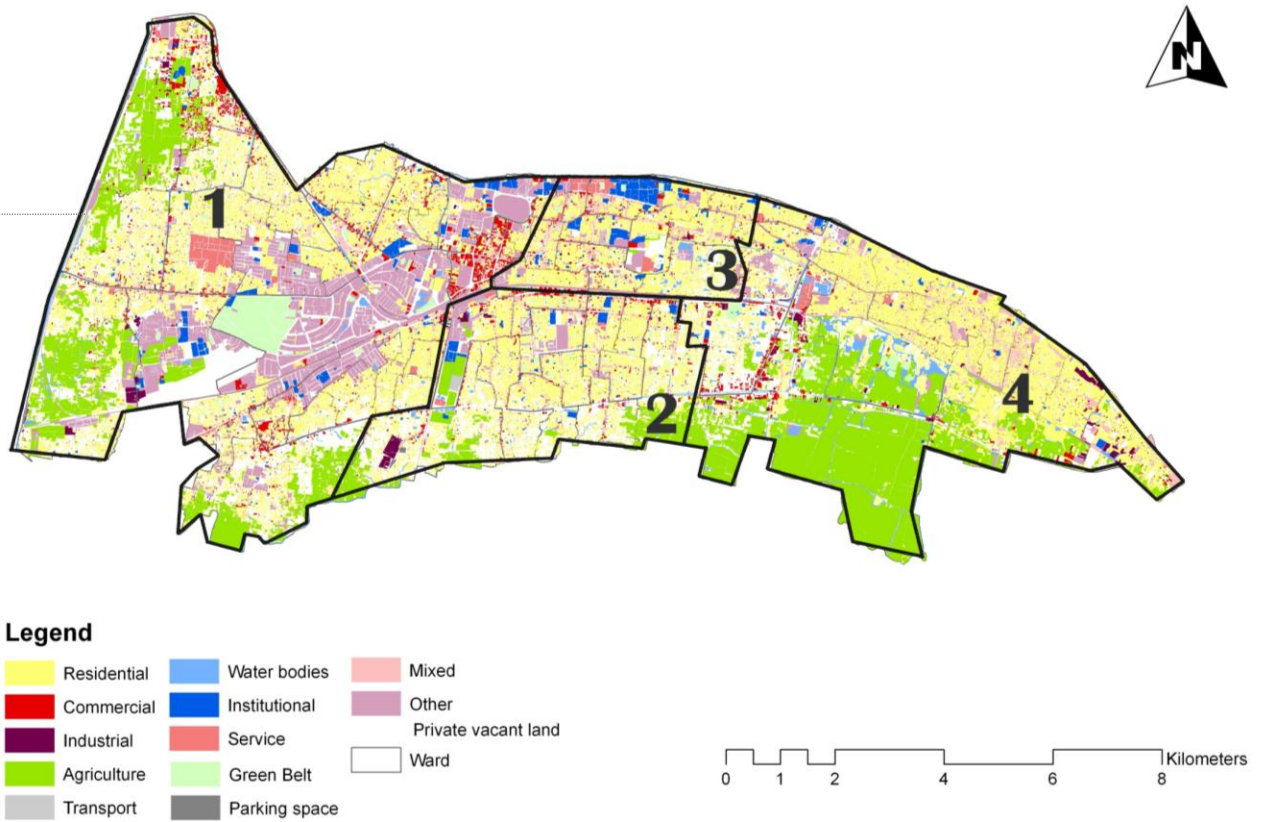 N
1
3
4
2
Legend
Residential
Commercial
Industrial
Agriculture
Transport
Water bodies
Institutional
Service
Green Belt
Parking space
Mixed
Other
Private vacant land
Ward
Kilometers
0 1 2 4 6 8